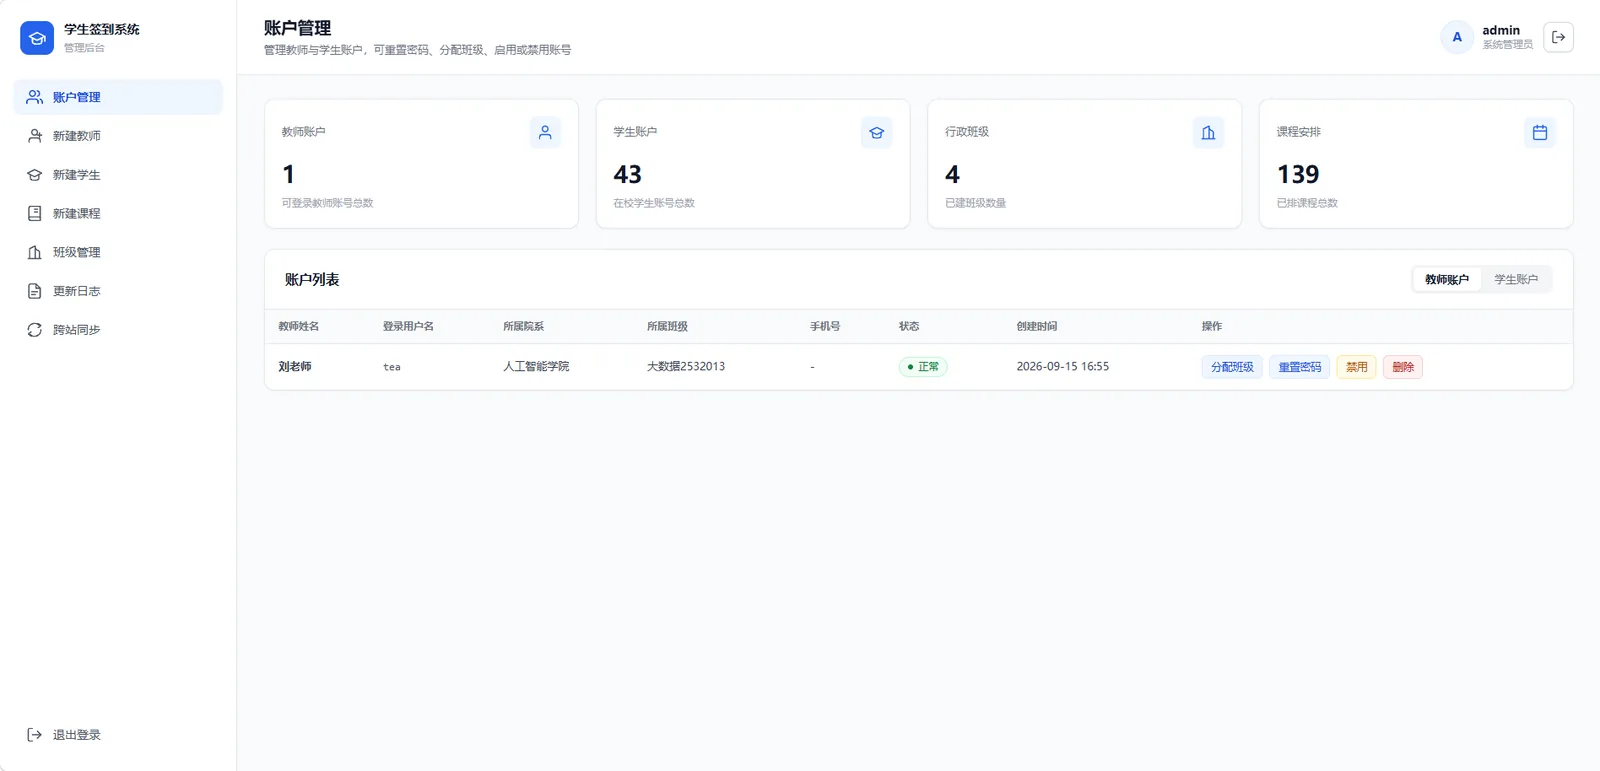 学生签到系统
管理后台
账户管理
新建教师
新建学生
新建课程
班级管理
更新日志
跨站同步
退出登录
账户管理
管理教师与学生账户，可重置密码、分配班级、启用或禁用账号
A
admin
系统管理员
教师账户
1
可登录教师账号总数
学生账户
43
在校学生账号总数
行政班级
4
已建班级数量
课程安排
139
已排课程总数
账户列表
教师账户 学生账户
教师姓名 登录用户名 所属院系 所属班级 手机号 状态 创建时间 操作
刘老师 tea 人工智能学院 大数据2532013 - 正常 2026-09-15 16:55 分配班级 重置密码 禁用 删除